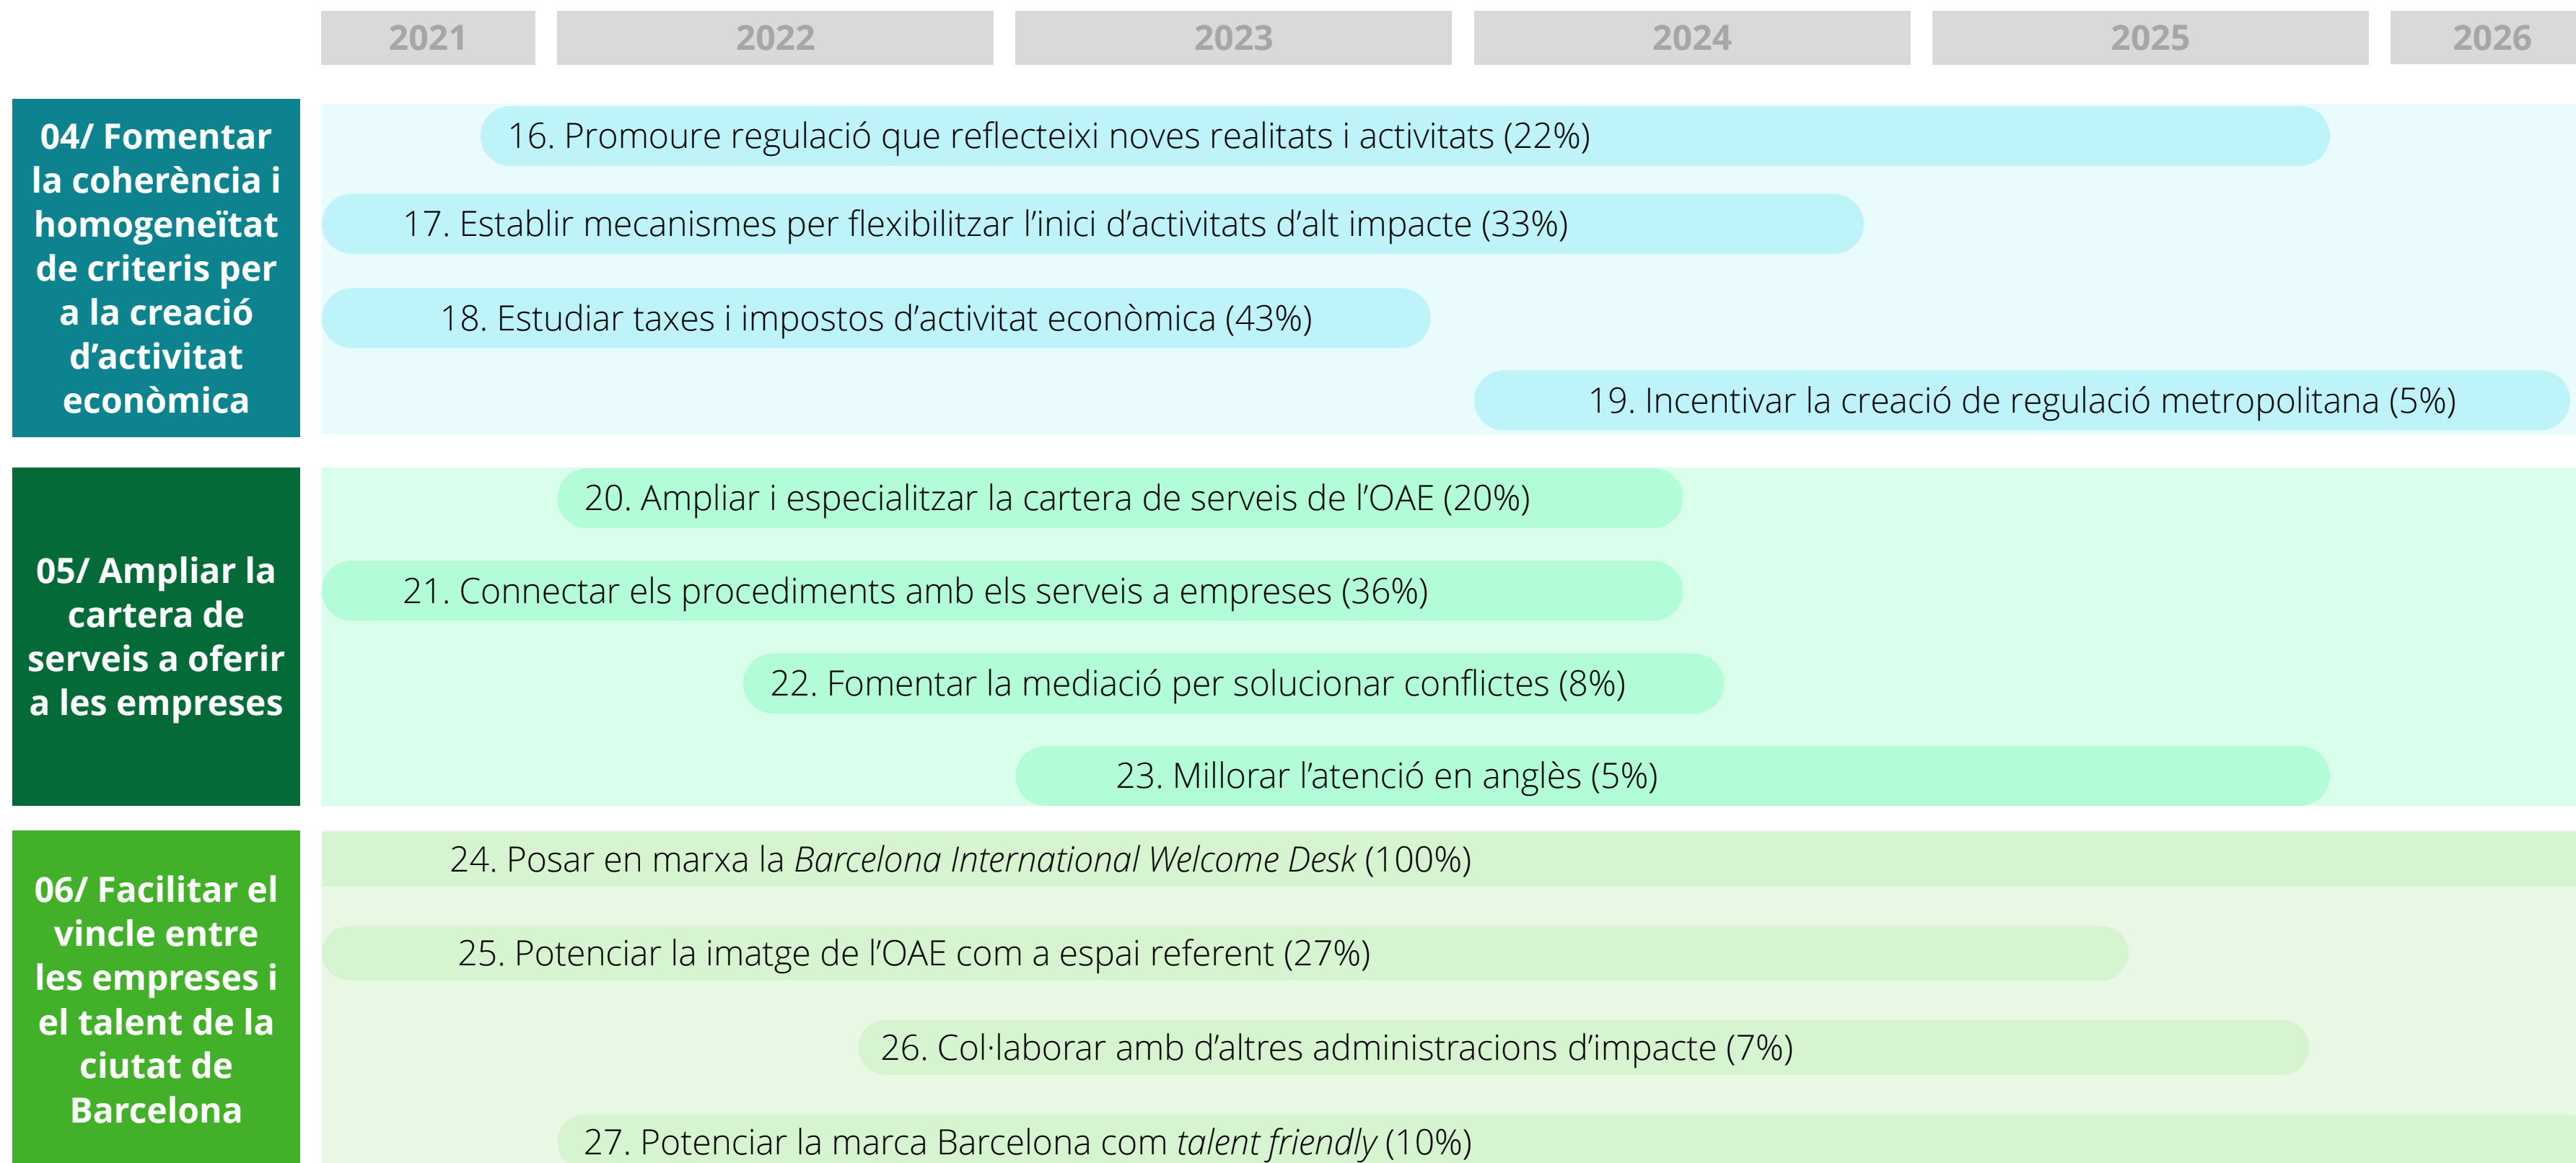 2021 2022 2023 2024 2025 2026
04/ Fomentar
la coherència i
homogeneïtat
de criteris per
a la creació
d’activitat
econòmica
16. Promoure regulació que reflecteixi noves realitats i activitats (22%)
17. Establir mecanismes per flexibilitzar l’inici d’activitats d’alt impacte (33%)
18. Estudiar taxes i impostos d’activitat econòmica (43%)
19. Incentivar la creació de regulació metropolitana (5%)
05/ Ampliar la
cartera de
serveis a oferir
a les empreses
20. Ampliar i especialitzar la cartera de serveis de l’OAE (20%)
21. Connectar els procediments amb els serveis a empreses (36%)
22. Fomentar la mediació per solucionar conflictes (8%)
23. Millorar l’atenció en anglès (5%)
06/ Facilitar el
vincle entre
les empreses i
el talent de la
ciutat de
Barcelona
24. Posar en marxa la Barcelona International Welcome Desk (100%)
25. Potenciar la imatge de l’OAE com a espai referent (27%)
26. Col·laborar amb d’altres administracions d’impacte (7%)
27. Potenciar la marca Barcelona com talent friendly (10%)